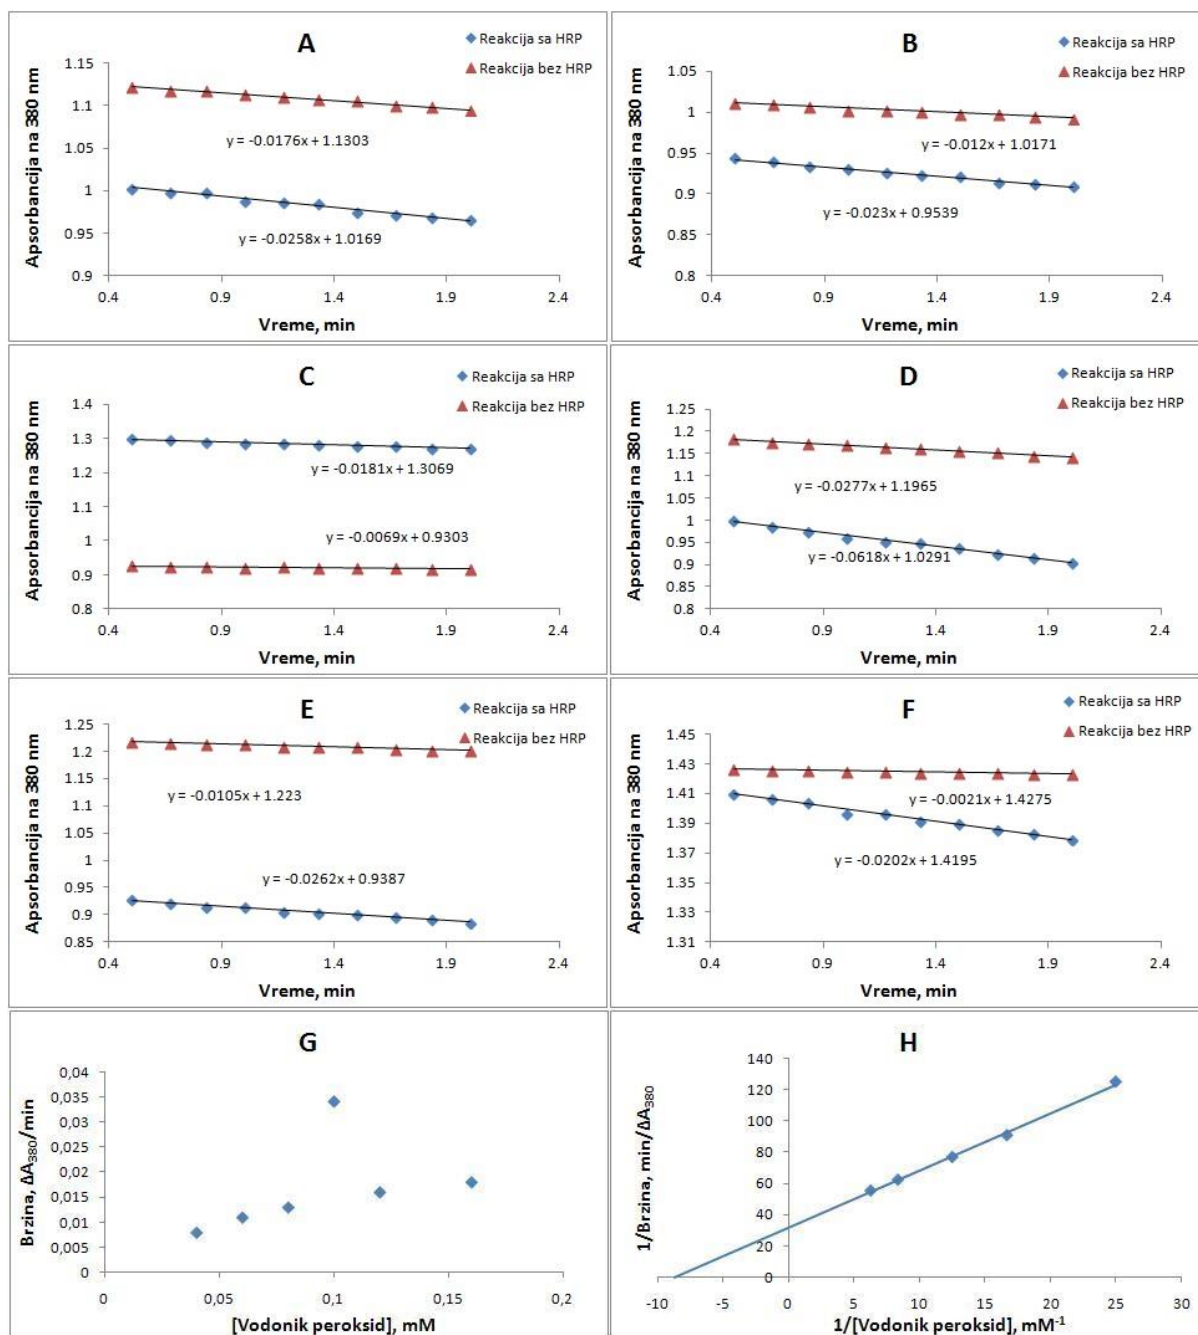 A
Reakcija sa HRP
Reakcija bez HRP
Apsorbancija na 380 nm
1.15
1.1
1.05
1
0.95
0.9
y = -0.0176x + 1.1303
y = -0.0258x + 1.0169
0.4 0.9 1.4 1.9 2.4
Vreme, min
B
Reakcija sa HRP
Reakcija bez HRP
Apsorbancija na 380 nm
1.05
1
0.95
0.9
0.85
0.8
y = -0.012x + 1.0171
y = -0.023x + 0.9539
0.4 0.9 1.4 1.9 2.4
Vreme, min
C
Reakcija sa HRP
Reakcija bez HRP
Apsorbancija na 380 nm
1.4
1.3
1.2
1.1
1
0.9
0.8
y = -0.0181x + 1.3069
y = -0.0069x + 0.9303
0.4 0.9 1.4 1.9 2.4
Vreme, min
D
Reakcija sa HRP
Reakcija bez HRP
Apsorbancija na 380 nm
1.25
1.2
1.15
1.1
1.05
1
0.95
0.9
0.85
0.8
y = -0.0277x + 1.1965
y = -0.0618x + 1.0291
0.4 0.9 1.4 1.9 2.4
Vreme, min
E
Reakcija sa HRP
Reakcija bez HRP
Apsorbancija na 380 nm
1.25
1.2
1.15
1.1
1.05
1
0.95
0.9
0.85
y = -0.0105x + 1.223
y = -0.0262x + 0.9387
0.4 0.9 1.4 1.9 2.4
Vreme, min
F
Reakcija sa HRP
Reakcija bez HRP
Apsorbancija na 380 nm
1.45
1.43
1.41
1.39
1.37
1.35
1.33
1.31
y = -0.0021x + 1.4275
y = -0.0202x + 1.4195
0.4 0.9 1.4 1.9 2.4
Vreme, min
G
Brzina, ΔA₃₈₀/min
0,04
0,035
0,03
0,025
0,02
0,015
0,01
0,005
0
0 0,05 0,1 0,15 0,2
[Vodonik peroksid], mM
H
1/Brzina, min/ΔA₃₈₀
140
120
100
80
60
40
20
0
-10 -5 0 5 10 15 20 25 30
1/[Vodonik peroksid], mM⁻¹